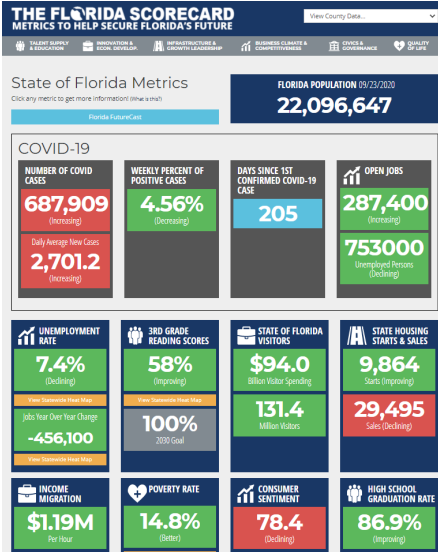 THE FLORIDA SCORECARD
METRICS TO HELP SECURE FLORIDA'S FUTURE
View County Data...
TALENT SUPPLY
& EDUCATION
INNOVATION &
ECON. DEVELOP.
INFRASTRUCTURE &
GROWTH LEADERSHIP
BUSINESS CLIMATE &
COMPETITIVENESS
CIVICS &
GOVERNANCE
QUALITY
OF LIFE
State of Florida Metrics
Click any metric to get more information! (What is this?)
Florida FutureCast
FLORIDA POPULATION 09/23/2020
22,096,647
COVID-19
NUMBER OF COVID
CASES
687,909
(Increasing)
Daily Average New Cases
2,701.2
(Increasing)
WEEKLY PERCENT OF
POSITIVE CASES
4.56%
(Decreasing)
DAYS SINCE 1ST
CONFIRMED COVID-19
CASE
205
OPEN JOBS
287,400
(Increasing)
753000
Unemployed Persons
(Declining)
UNEMPLOYMENT
RATE
7.4%
(Declining)
View Statewide Heat Map
Jobs Year Over Year Change
-456,100
View Statewide Heat Map
3RD GRADE
READING SCORES
58%
(Improving)
View Statewide Heat Map
100%
2030 Goal
STATE OF FLORIDA
VISITORS
$94.0
Billion Visitor Spending
131.4
Million Visitors
STATE HOUSING
STARTS & SALES
9,864
Starts (Improving)
29,495
Sales (Declining)
INCOME
MIGRATION
$1.19M
Per Hour
POVERTY RATE
14.8%
(Better)
CONSUMER
SENTIMENT
78.4
(Declining)
HIGH SCHOOL
GRADUATION RATE
86.9%
(Improving)